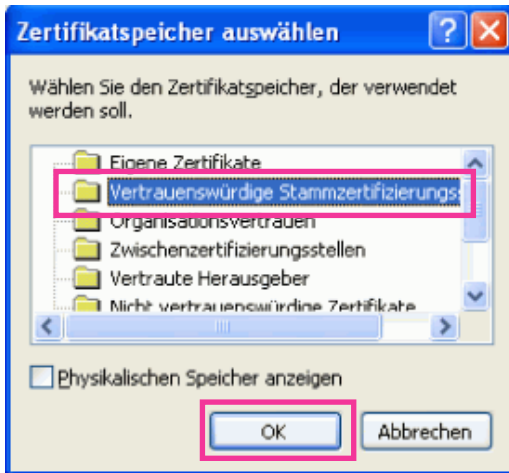 Zertifikatspeicher auswählen
Wählen Sie den Zertifikatspeicher, der verwendet
werden soll.
Eigene Zertifikate
Vertrauenswürdige Stammzertifizierungs
Organisationsvertrauen
Zwischenzertifizierungsstellen
Vertraute Herausgeber
Nicht vertrauenswürdige Zertifikate
Physikalischen Speicher anzeigen
OK Abbrechen